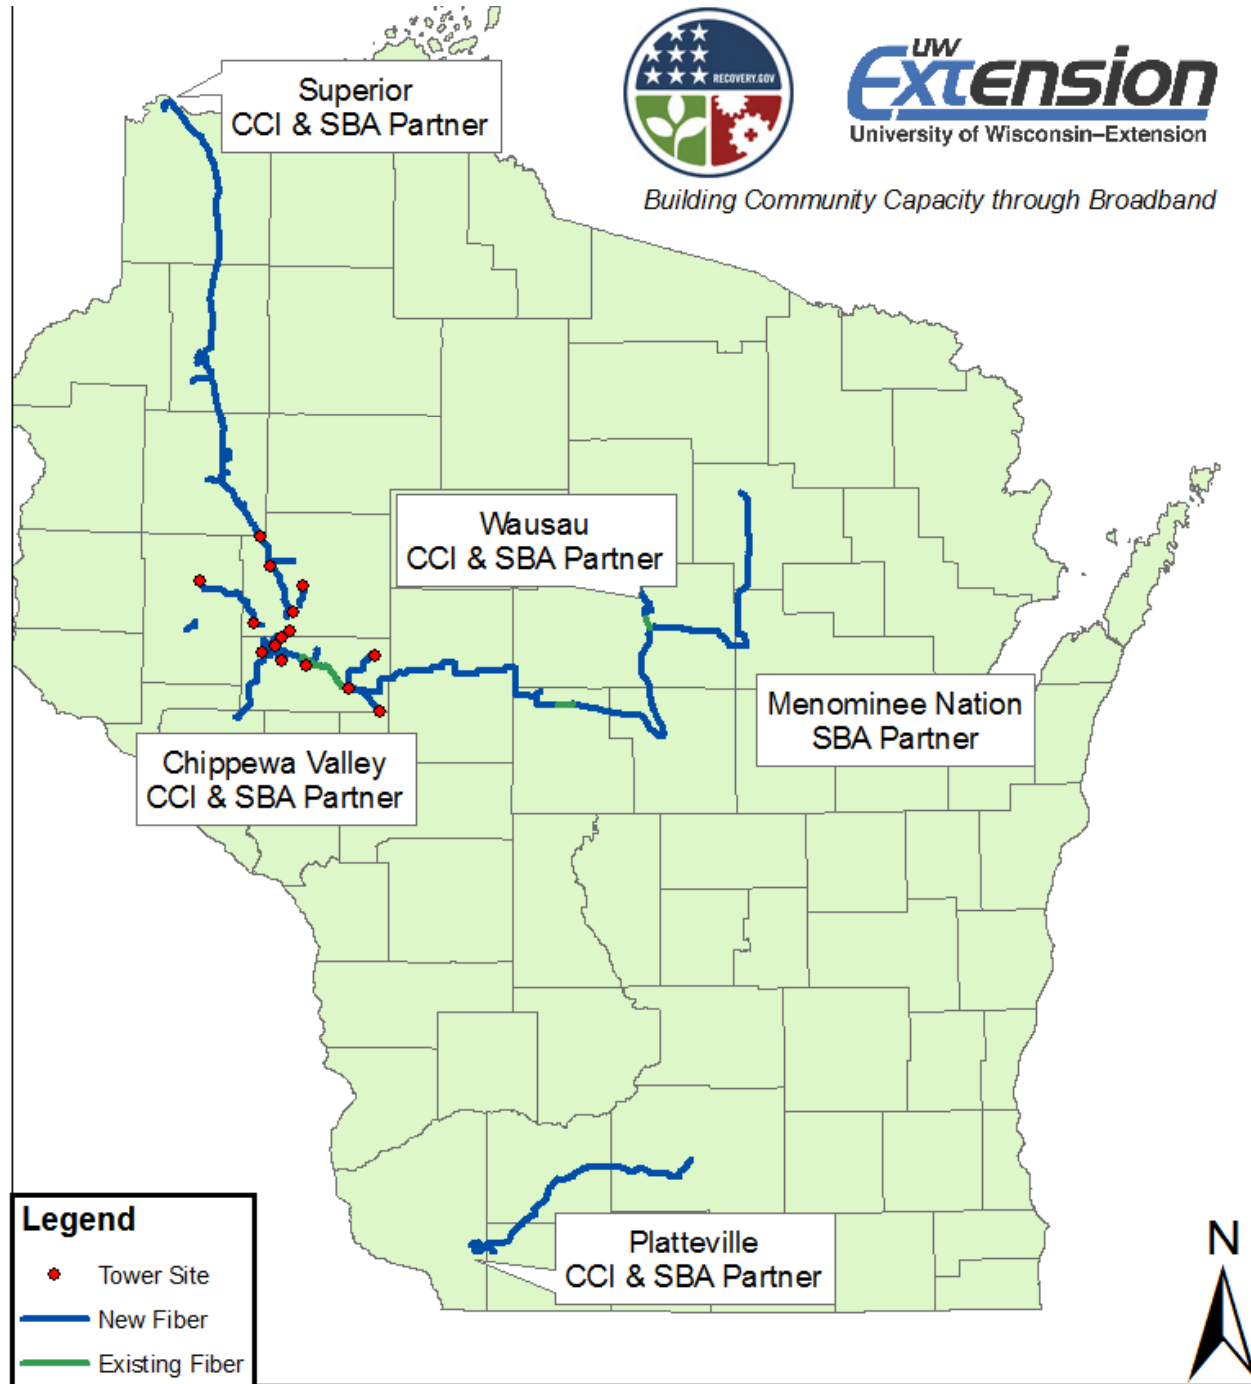 Superior
CCI & SBA Partner
RECOVERY.GOV
UW
Extension
University of Wisconsin–Extension
Building Community Capacity through Broadband
Wausau
CCI & SBA Partner
Menominee Nation
SBA Partner
Chippewa Valley
CCI & SBA Partner
Platteville
CCI & SBA Partner
Legend
Tower Site
New Fiber
Existing Fiber
N